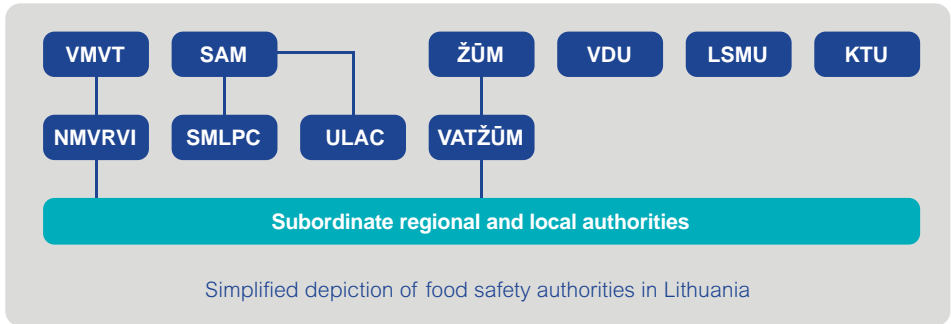 VMVT SAM ŽŪM VDU LSMU KTU
NMVRVI SMLPC ULAC VATŽŪM
Subordinate regional and local authorities
Simplified depiction of food safety authorities in Lithuania